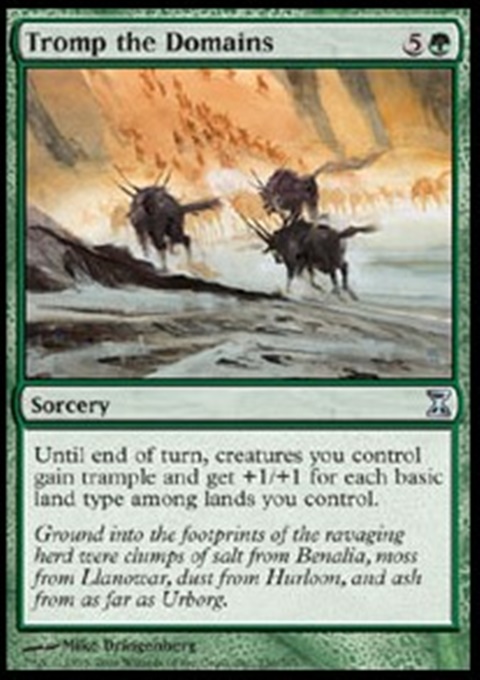 Tromp the Domains 5
Sorcery
Until end of turn, creatures you control
gain trample and get +1/+1 for each basic
land type among lands you control.
Ground into the footprints of the ravaging
herd were clumps of salt from Benalia, moss
from Llanowar, dust from Hurloon, and ash
from as far as Urborg.
Mike Dringenberg